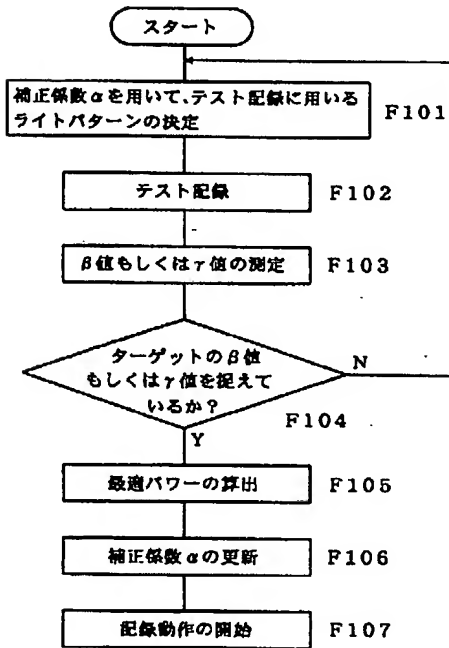 スタート
補正係数αを用いて、テスト記録に用いる
ライトパターンの決定
F101
テスト記録
F102
β値もしくはγ値の測定
F103
ターゲットのβ値
もしくはγ値を捉えて
いるか?
N
F104
Y
最適パワーの算出
F105
補正係数αの更新
F106
記録動作の開始
F107